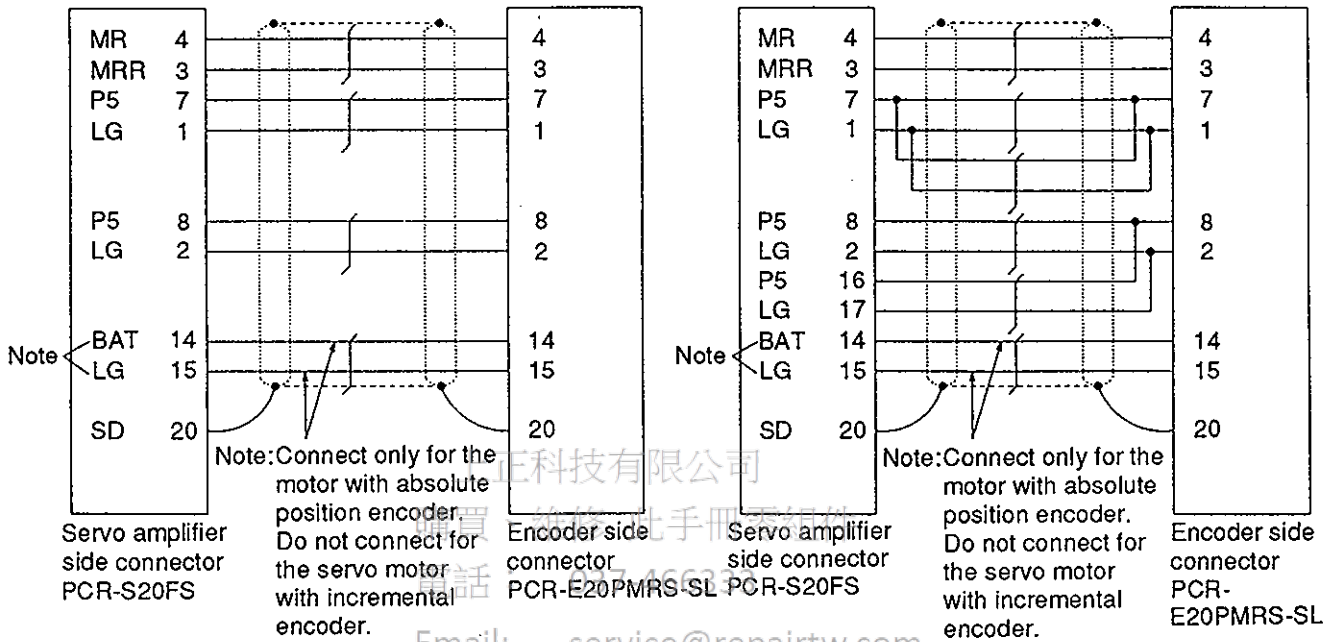 MR 4 4
MRR 3 3
P5 7 7
LG 1 1
P5 8 8
LG 2 2
Note
BAT 14 14
LG 15 15
SD 20 20
Note:Connect only for the
motor with absolute
position encoder.
Do not connect for
the servo motor
with incremental
encoder.
Servo amplifier
side connector
PCR-S20FS
Encoder side
connector
PCR-E20PMRS-SL
MR 4 4
MRR 3 3
P5 7 7
LG 1 1
P5 8 8
LG 2 2
P5 16
LG 17
Note
BAT 14 14
LG 15 15
SD 20 20
Note:Connect only for the
motor with absolute
position encoder.
Do not connect for
the servo motor
with incremental
encoder.
Servo amplifier
side connector
PCR-S20FS
Encoder side
connector
PCR-
E20PMRS-SL
正科技有限公司
購買、維修 此手冊零組件
電話： 037-466333
Email: service@repairtw.com